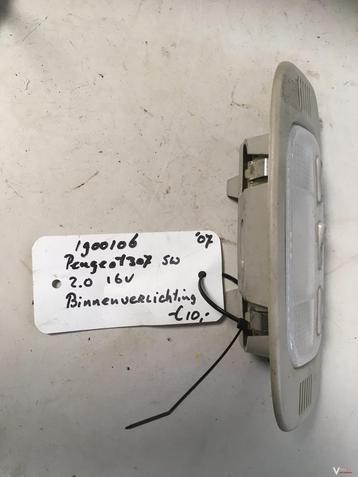 1900106 '07
Peugeot 307 SW
2.0 16V
Binnenverlichting
€10,-